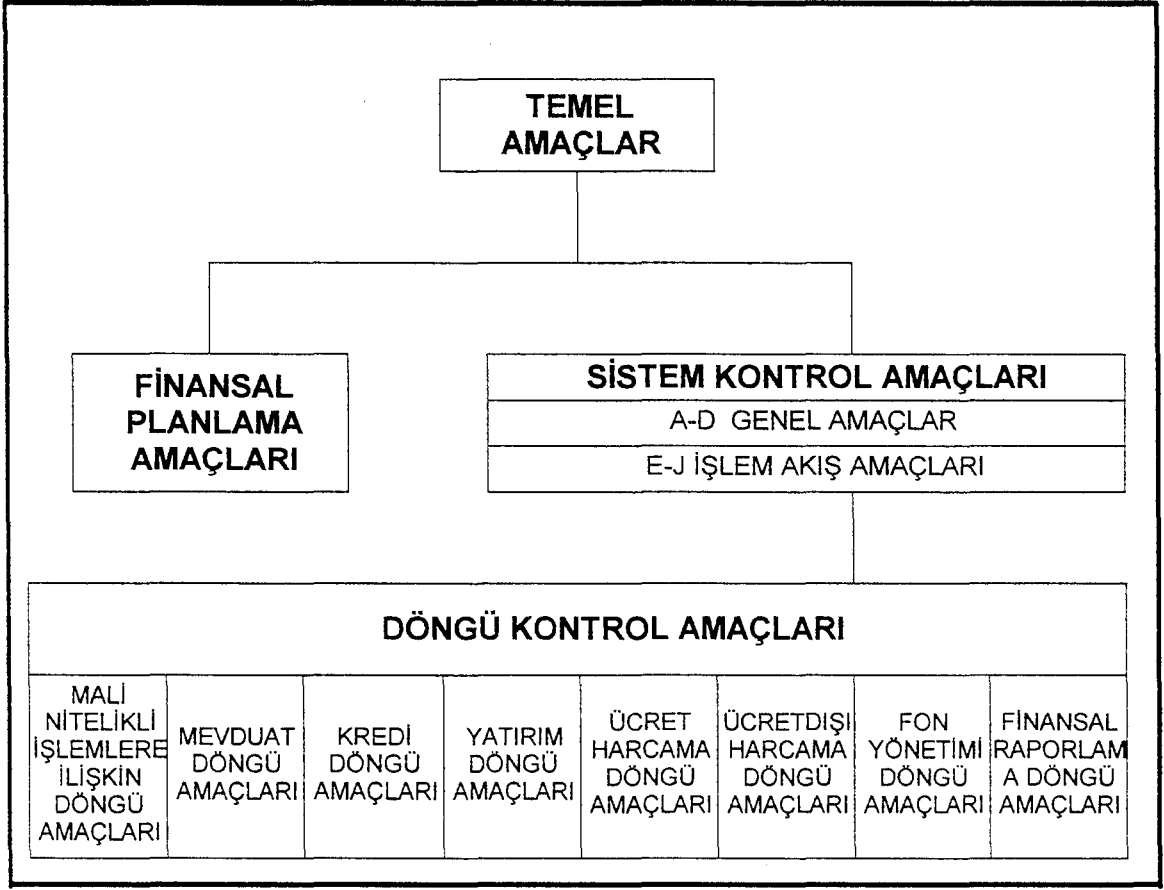 TEMEL
AMAÇLAR
FİNANSAL
PLANLAMA
AMAÇLARI
SİSTEM KONTROL AMAÇLARI
A-D GENEL AMAÇLAR
E-J İŞLEM AKIŞ AMAÇLARI
DÖNGÜ KONTROL AMAÇLARI
MALİ
NİTELİKLİ
İŞLEMLERE
İLİŞKİN
DÖNGÜ
AMAÇLARI
MEVDUAT
DÖNGÜ
AMAÇLARI
KREDİ
DÖNGÜ
AMAÇLARI
YATIRIM
DÖNGÜ
AMAÇLARI
ÜCRET
HARCAMA
DÖNGÜ
AMAÇLARI
ÜCRETDIŞI
HARCAMA
DÖNGÜ
AMAÇLARI
FON
YÖNETİMİ
DÖNGÜ
AMAÇLARI
FİNANSAL
RAPORLAM
A DÖNGÜ
AMAÇLARI